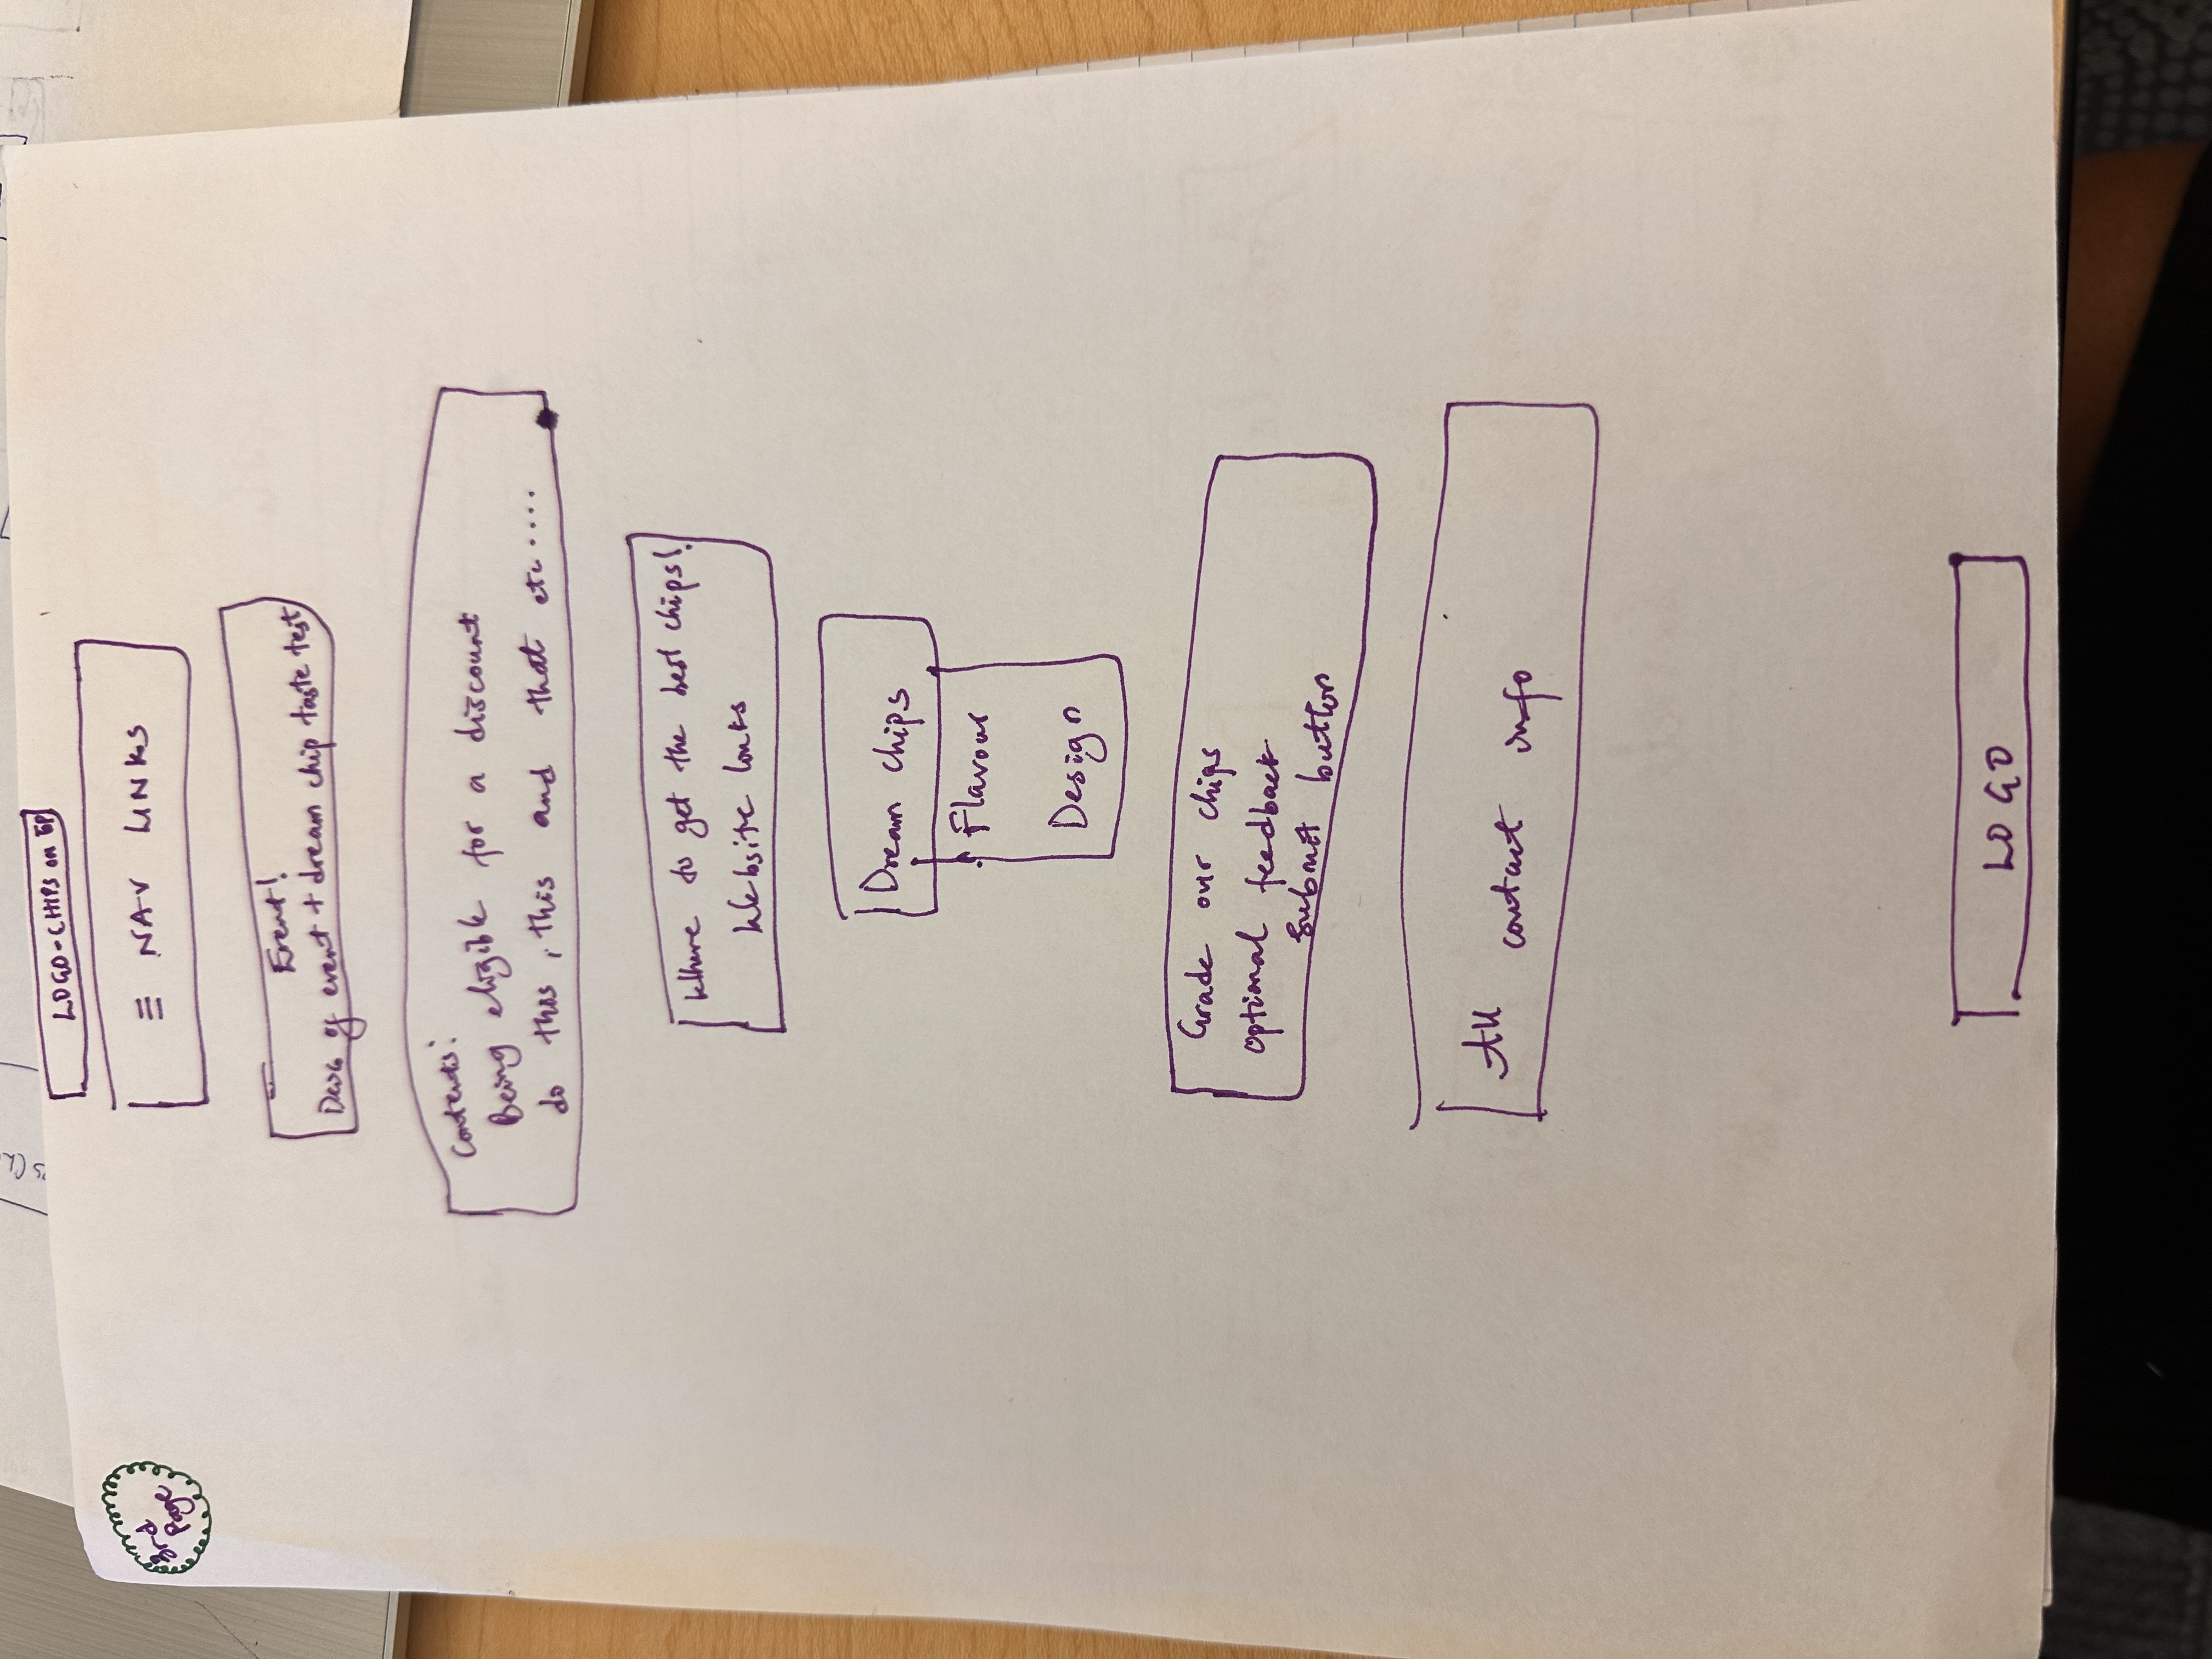 LOGO-CHIPS on
3rd
Page
≡ NAV LINKS
Event!
Desc of event + dream chip taste test
Contents:
Being eligible for a discount
do this, this and that etc.....
Where to get the best chips!
Website links
Dream chips
Flavour
Design
Grade our chips
optional feedback
Submit button
All contact info
LOGO